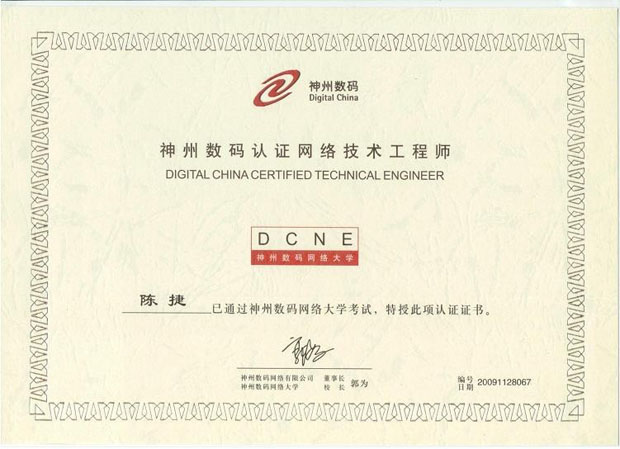 神州数码
Digital China
神州数码认证网络技术工程师
DIGITAL CHINA CERTIFIED TECHNICAL ENGINEER
DCNE
神州数码网络大学
陈捷 已通过神州数码网络大学考试，特授此项认证证书。
神州数码网络有限公司 董事长 郭为
神州数码网络大学 校长
编号 20091128067
日期